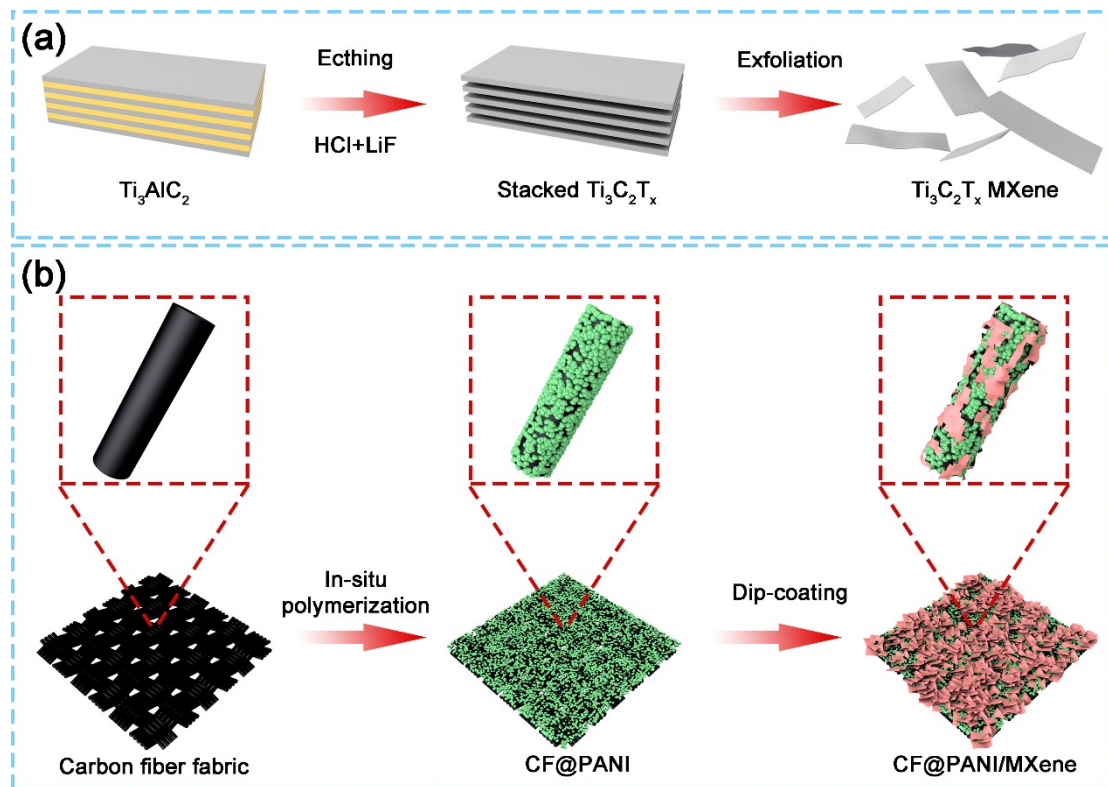 (a)
Ecthing
HCl+LiF
Exfoliation
Ti₃AlC₂
Stacked Ti₃C₂Tₓ
Ti₃C₂Tₓ MXene
(b)
In-situ
polymerization
Dip-coating
Carbon fiber fabric
CF@PANI
CF@PANI/MXene